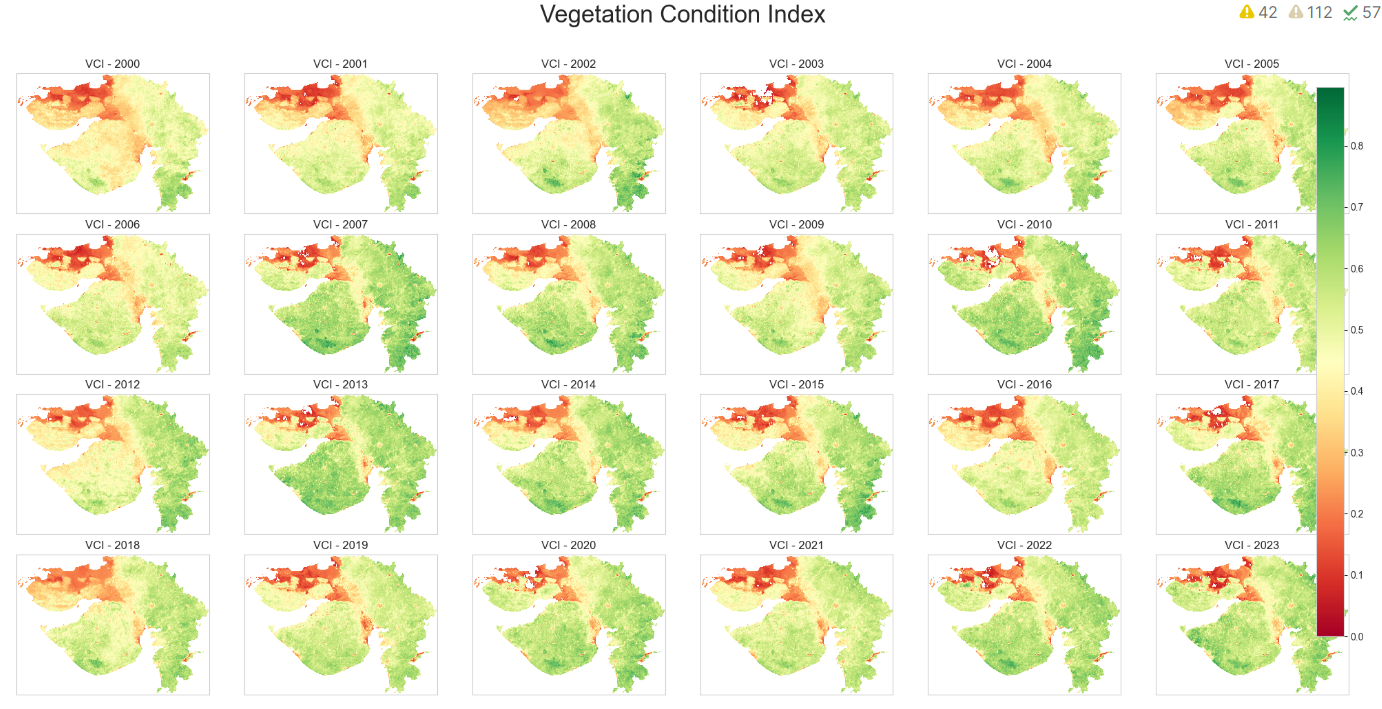 Vegetation Condition Index
42 112 57
VCI - 2000 VCI - 2001 VCI - 2002 VCI - 2003 VCI - 2004 VCI - 2005
0.8
0.7
VCI - 2006 VCI - 2007 VCI - 2008 VCI - 2009 VCI - 2010 VCI - 2011
0.6
0.5
VCI - 2012 VCI - 2013 VCI - 2014 VCI - 2015 VCI - 2016 VCI - 2017
0.4
0.3
0.2
VCI - 2018 VCI - 2019 VCI - 2020 VCI - 2021 VCI - 2022 VCI - 2023
0.1
0.0